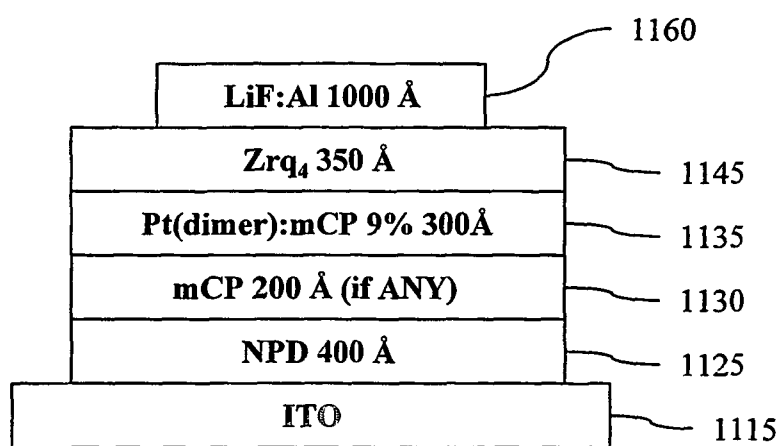 1160
LiF:Al 1000 Å
Zrq₄ 350 Å
1145
Pt(dimer):mCP 9% 300Å
1135
mCP 200 Å (if ANY)
1130
NPD 400 Å
1125
ITO
1115